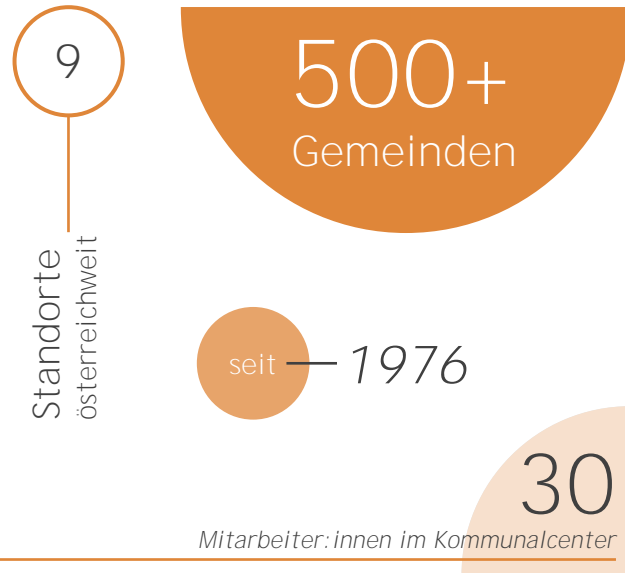 9
Standorte
österreichweit
500+
Gemeinden
seit 1976
30
Mitarbeiter:innen im Kommunalcenter